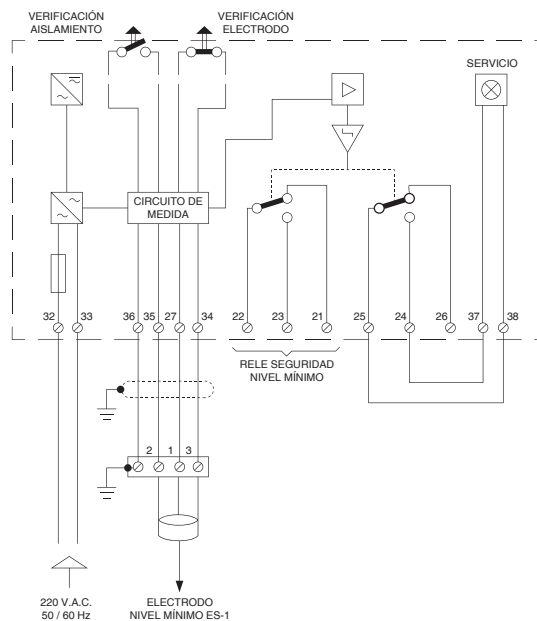 VERIFICACIÓN
AISLAMIENTO
VERIFICACIÓN
ELECTRODO
SERVICIO
CIRCUITO DE
MEDIDA
32 33 36 35 27 34 22 23 21 25 24 26 37 38
RELE SEGURIDAD
NIVEL MÍNIMO
2 1 3
220 V.A.C.
50 / 60 Hz
ELECTRODO
NIVEL MÍNIMO ES-1